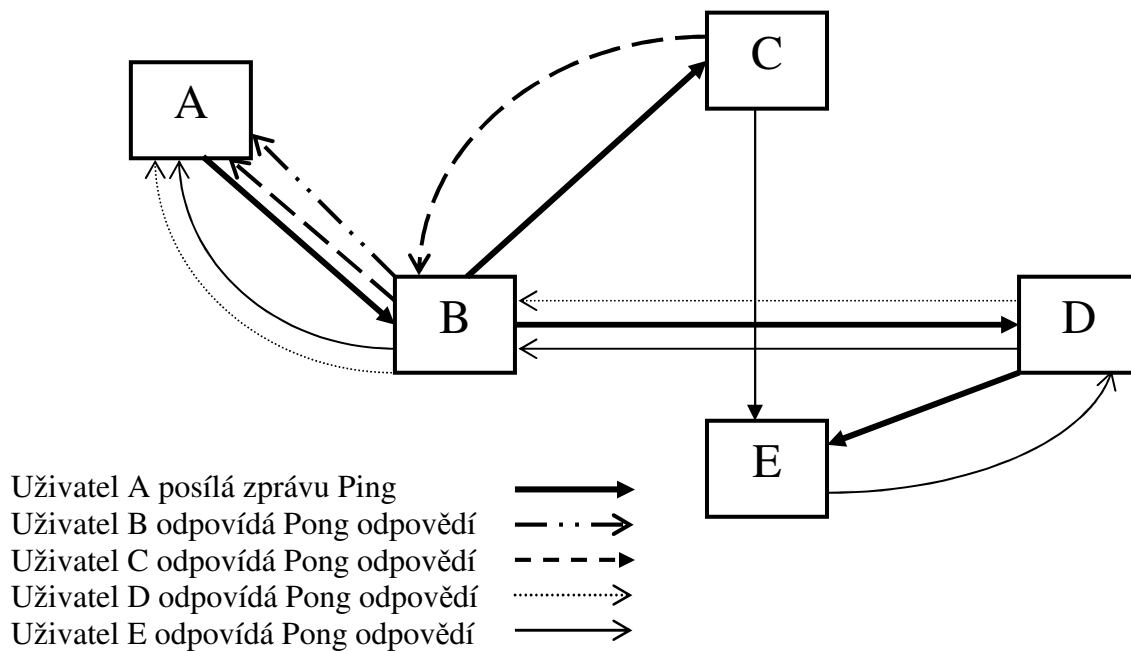 C
A
B
D
E
Uživatel A posílá zprávu Ping
Uživatel B odpovídá Pong odpovědí
Uživatel C odpovídá Pong odpovědí
Uživatel D odpovídá Pong odpovědí
Uživatel E odpovídá Pong odpovědí